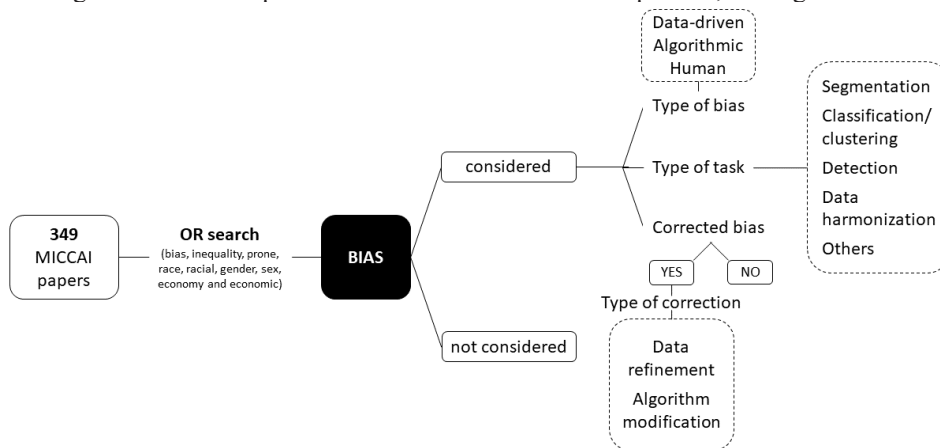 Data-driven
Algorithmic
Human
Type of bias
Segmentation
Classification/
clustering
Detection
Data
harmonization
Others
considered
Type of task
349
MICCAI
papers
OR search
(bias, inequality, prone,
race, racial, gender, sex,
economy and economic)
BIAS
Corrected bias
YES
NO
Type of correction
not considered
Data
refinement
Algorithm
modification